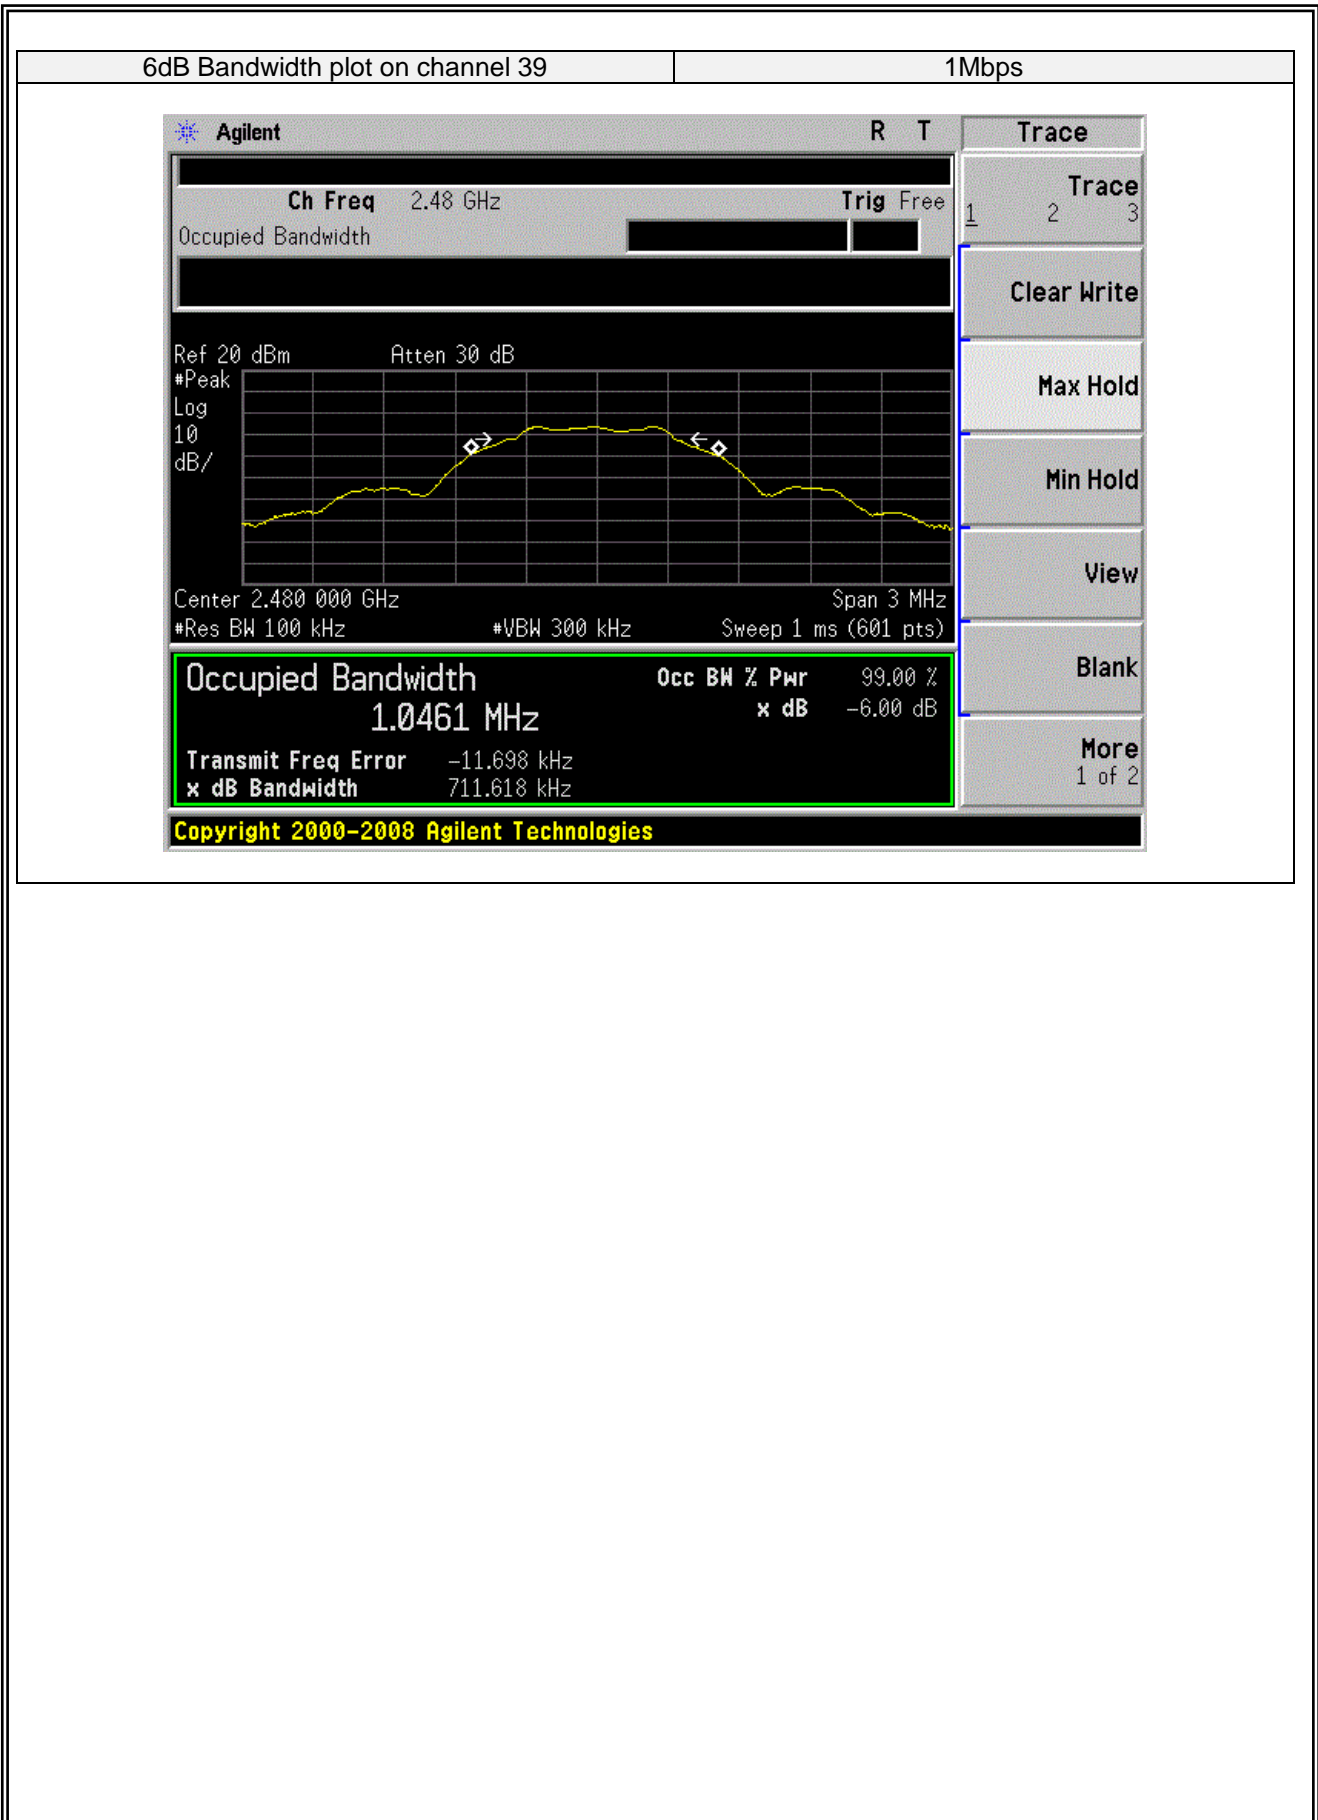 6dB Bandwidth plot on channel 39 1Mbps
Agilent R T Trace
Ch Freq 2.48 GHz Trig Free
Occupied Bandwidth
Trace
1 2 3
Clear Write
Ref 20 dBm Atten 30 dB
#Peak
Log
10
dB/
Max Hold
Min Hold
View
Center 2.480 000 GHz Span 3 MHz
#Res BW 100 kHz #VBW 300 kHz Sweep 1 ms (601 pts)
Occupied Bandwidth Occ BW % Pwr 99.00 %
1.0461 MHz x dB -6.00 dB
Transmit Freq Error -11.698 kHz
x dB Bandwidth 711.618 kHz
Blank
More
1 of 2
Copyright 2000-2008 Agilent Technologies